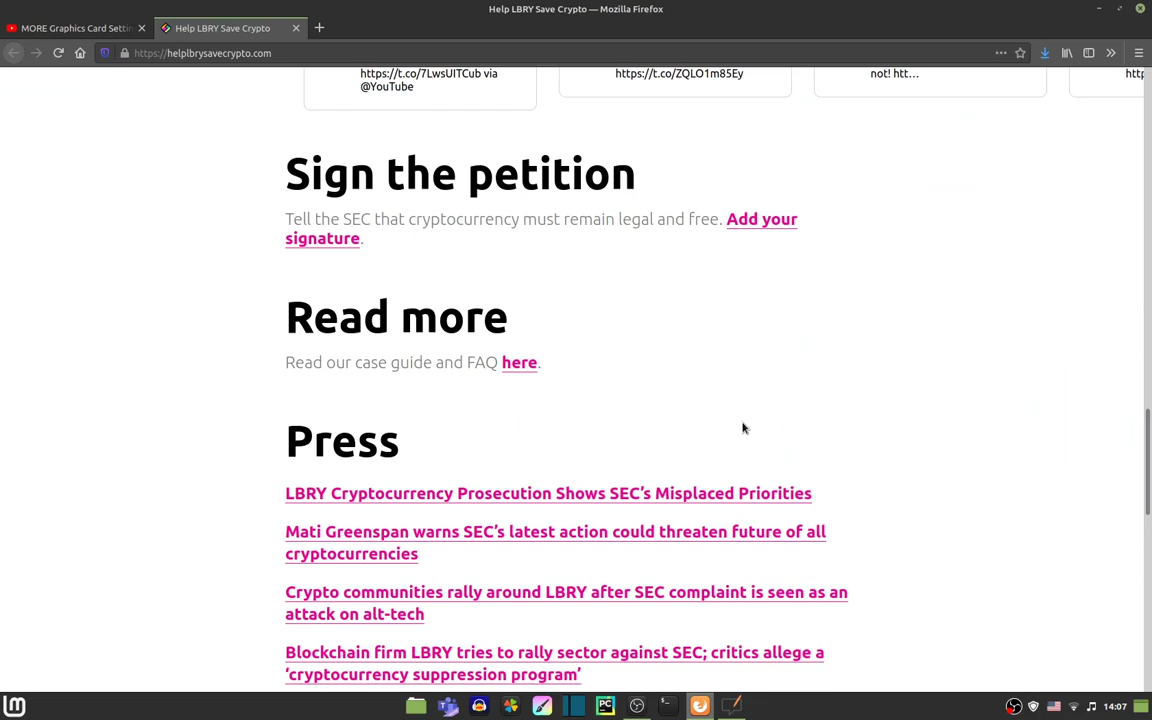 Help LBRY Save Crypto — Mozilla Firefox
MORE Graphics Card Settin
Help LBRY Save Crypto
https://helplbrysavecrypto.com
https://t.co/7LwsUITCub via
@YouTube
https://t.co/ZQLO1m85Ey
not! htt…
http
Sign the petition
Tell the SEC that cryptocurrency must remain legal and free. Add your
signature.
Read more
Read our case guide and FAQ here.
Press
LBRY Cryptocurrency Prosecution Shows SEC’s Misplaced Priorities
Mati Greenspan warns SEC’s latest action could threaten future of all
cryptocurrencies
Crypto communities rally around LBRY after SEC complaint is seen as an
attack on alt-tech
Blockchain firm LBRY tries to rally sector against SEC; critics allege a
‘cryptocurrency suppression program’
14:07